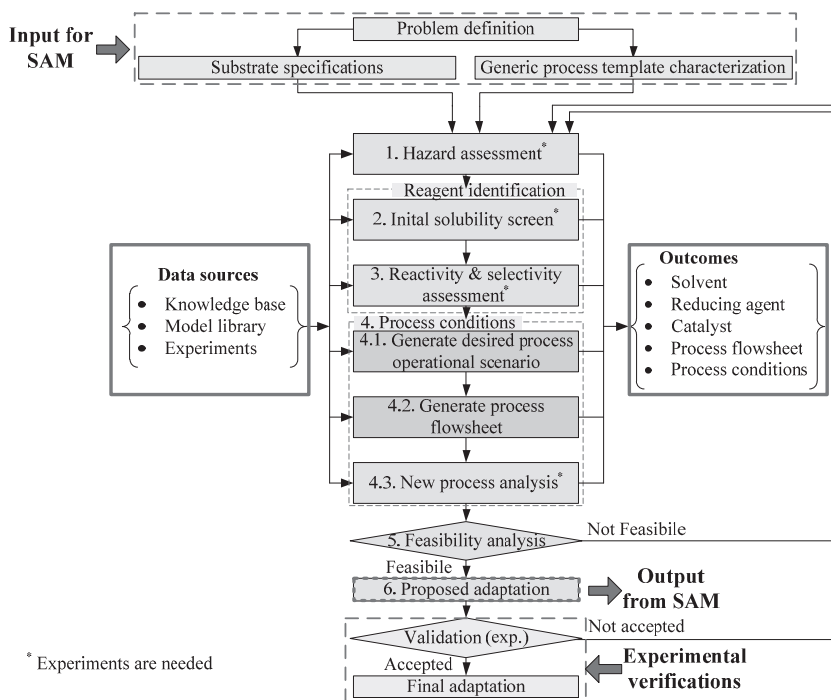 Input for
SAM
Problem definition
Substrate specifications
Generic process template characterization
1. Hazard assessment*
Reagent identification
2. Inital solubility screen*
3. Reactivity & selectivity
assessment*
4. Process conditions
4.1. Generate desired process
operational scenario
4.2. Generate process
flowsheet
4.3. New process analysis*
Data sources
• Knowledge base
• Model library
• Experiments
Outcomes
• Solvent
• Reducing agent
• Catalyst
• Process flowsheet
• Process conditions
5. Feasibility analysis
Not Feasibile
Feasibile
6. Proposed adaptation
Output
from SAM
Validation (exp.)
Not accepted
Accepted
Final adaptation
Experimental
verifications
* Experiments are needed